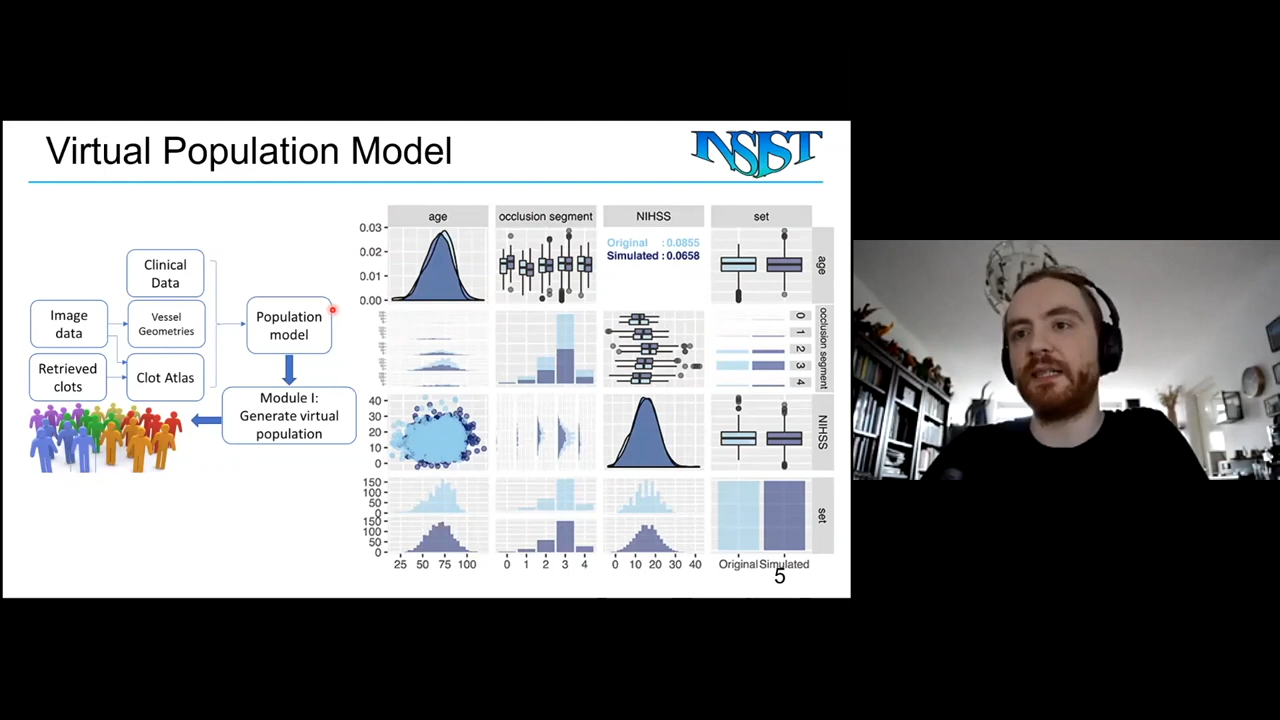 Virtual Population Model
INSIST
Clinical
Data
Image
data
Vessel
Geometries
Population
model
Retrieved
clots
Clot Atlas
Module I:
Generate virtual
population
age
occlusion segment
NIHSS
set
0.03
0.02
0.01
0.00
Original : 0.0855
Simulated : 0.0658
age
0
1
2
3
4
occlusion segment
40
30
20
10
0
NIHSS
150
100
50
0
150
100
50
0
set
25 50 75 100
0 1 2 3 4
0 10 20 30 40
Original Simulated
5